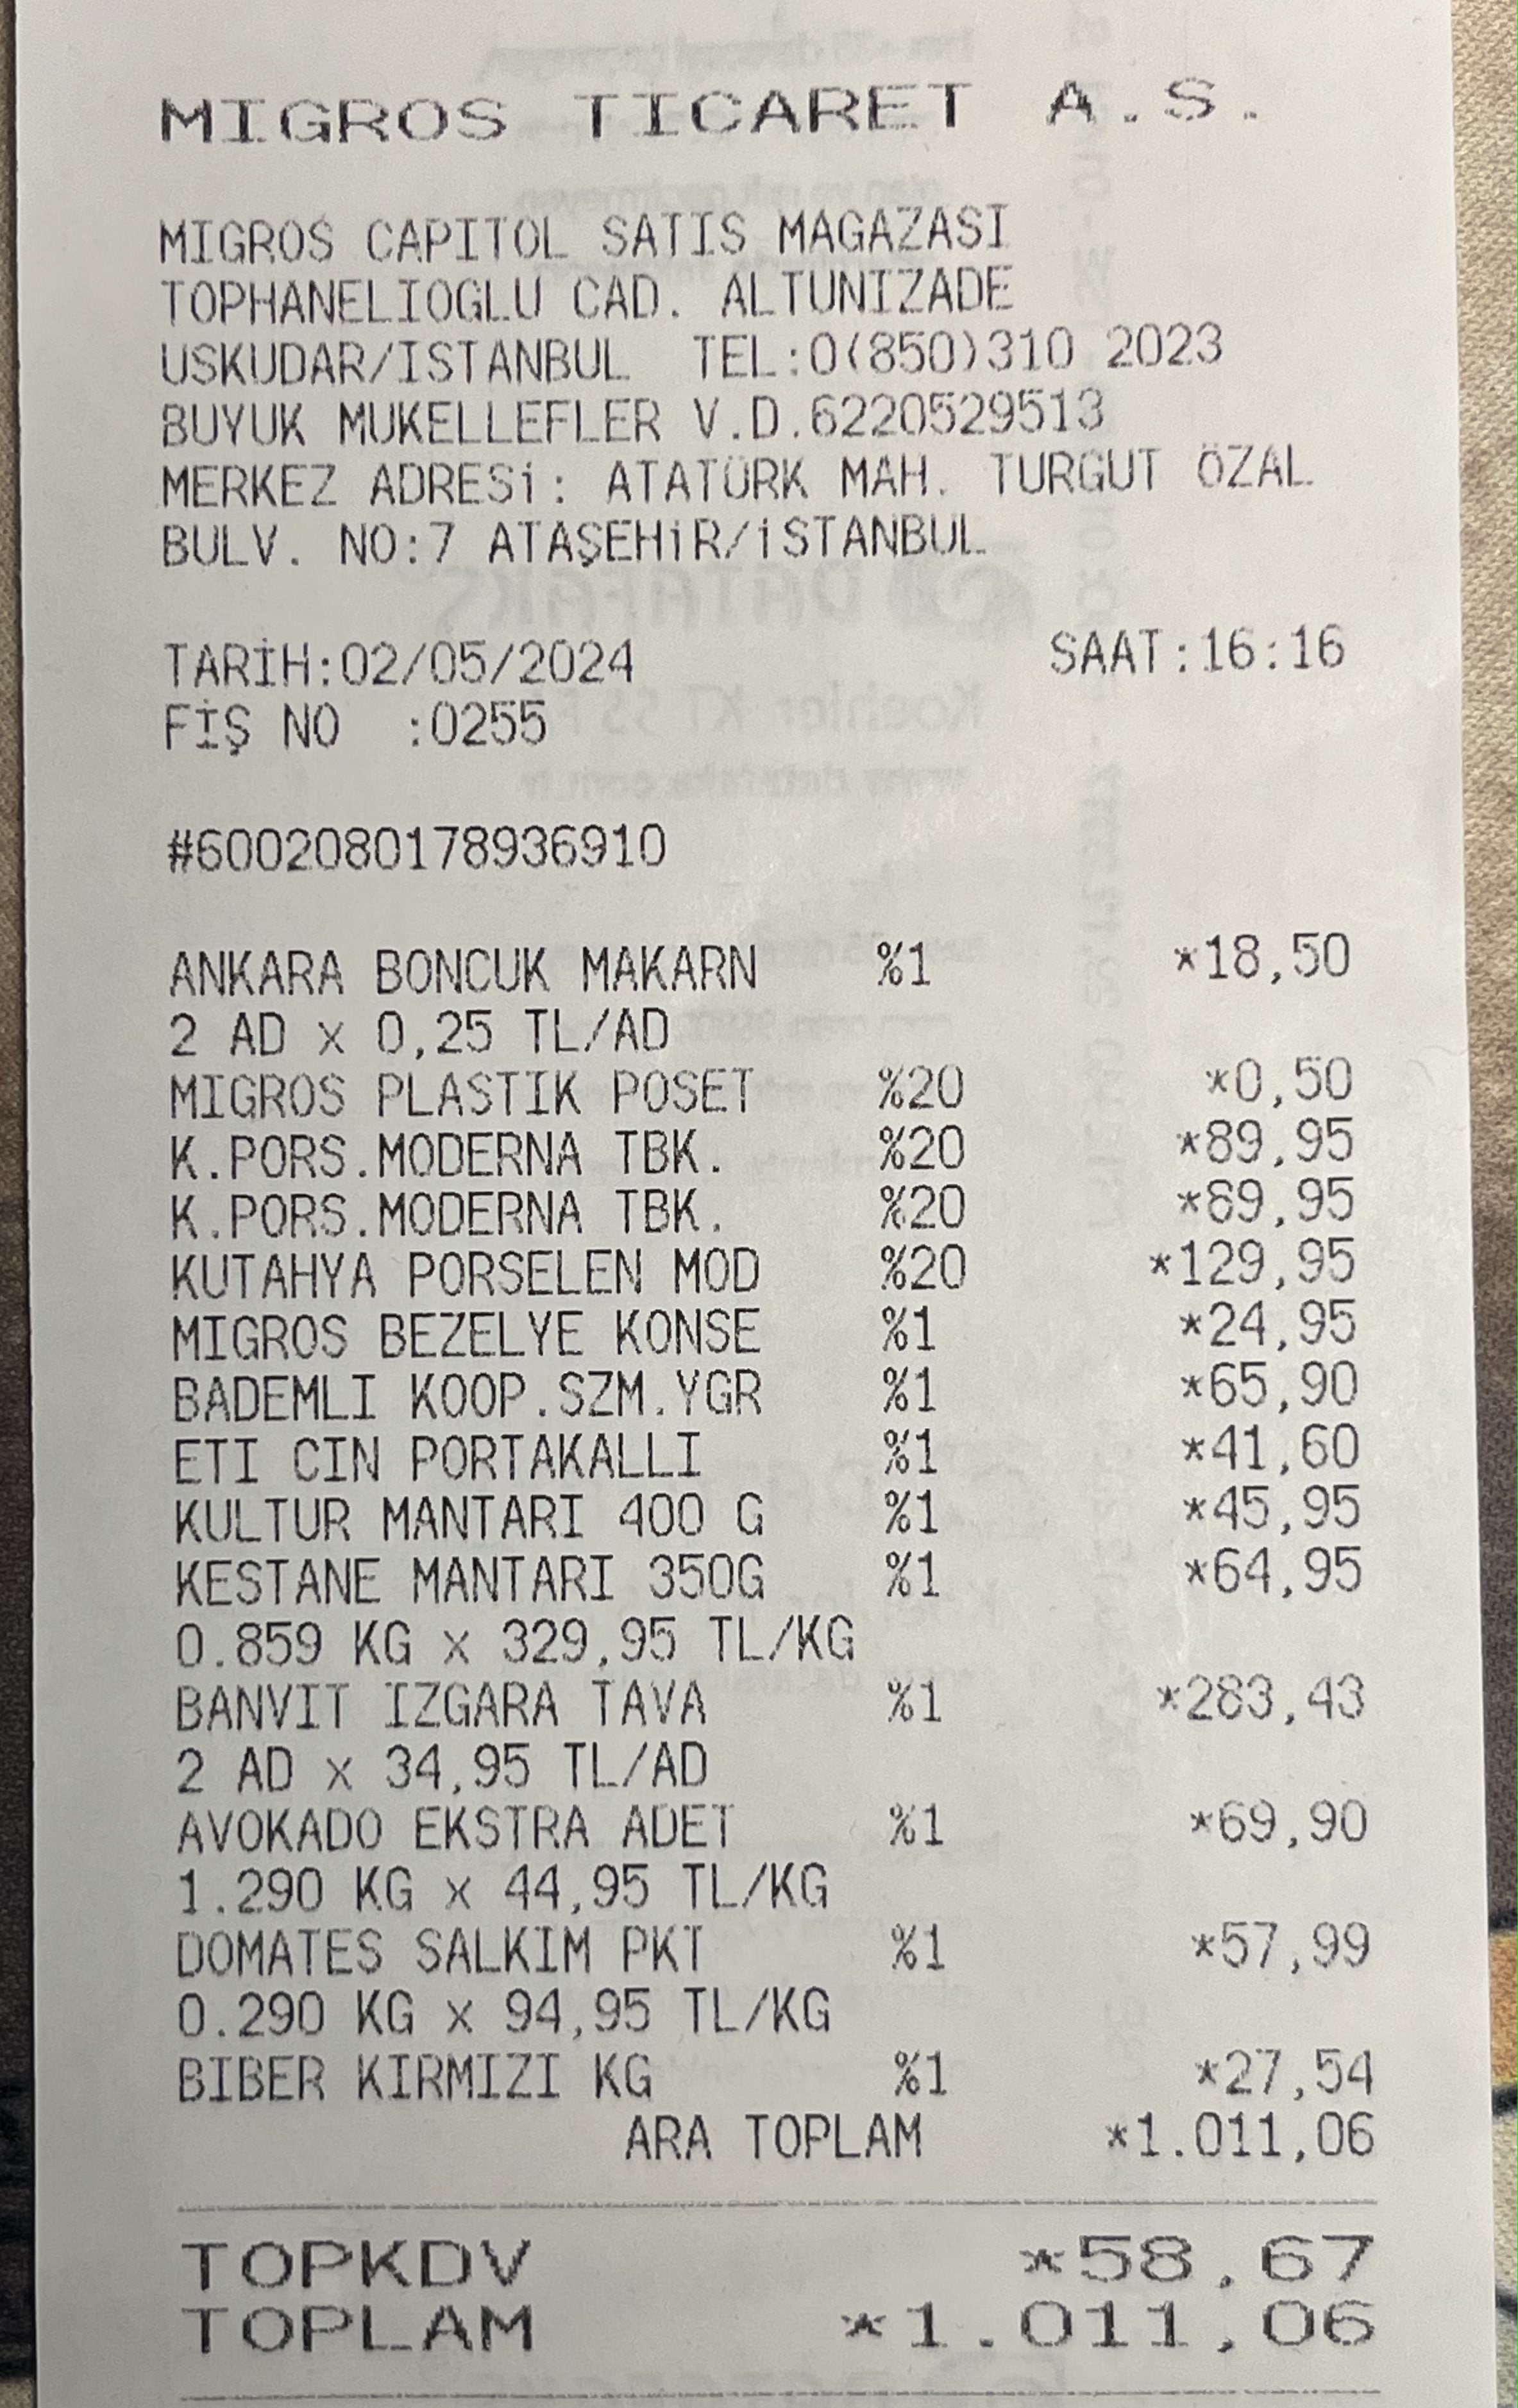 MIGROS TICARET A.S.
MIGROS CAPITOL SATIS MAGAZASI
TOPHANELIOGLU CAD. ALTUNIZADE
USKUDAR/ISTANBUL TEL:0(850)310 2023
BUYUK MUKELLEFLER V.D.6220529513
MERKEZ ADRESİ: ATATÜRK MAH. TURGUT ÖZAL
BULV. NO:7 ATAŞEHİR/İSTANBUL
TARİH:02/05/2024 SAAT:16:16
FİŞ NO :0255
#6002080178936910
ANKARA BONCUK MAKARN %1 *18,50
2 AD x 0,25 TL/AD
MIGROS PLASTIK POSET %20 *0,50
K.PORS.MODERNA TBK. %20 *89,95
K.PORS.MODERNA TBK. %20 *89,95
KUTAHYA PORSELEN MOD %20 *129,95
MIGROS BEZELYE KONSE %1 *24,95
BADEMLI KOOP.SZM.YGR %1 *65,90
ETI CIN PORTAKALLI %1 *41,60
KULTUR MANTARI 400 G %1 *45,95
KESTANE MANTARI 350G %1 *64,95
0.859 KG x 329,95 TL/KG
BANVIT IZGARA TAVA %1 *283,43
2 AD x 34,95 TL/AD
AVOKADO EKSTRA ADET %1 *69,90
1.290 KG x 44,95 TL/KG
DOMATES SALKIM PKT %1 *57,99
0.290 KG x 94,95 TL/KG
BIBER KIRMIZI KG %1 *27,54
ARA TOPLAM *1.011,06
TOPKDV *58,67
TOPLAM *1.011,06